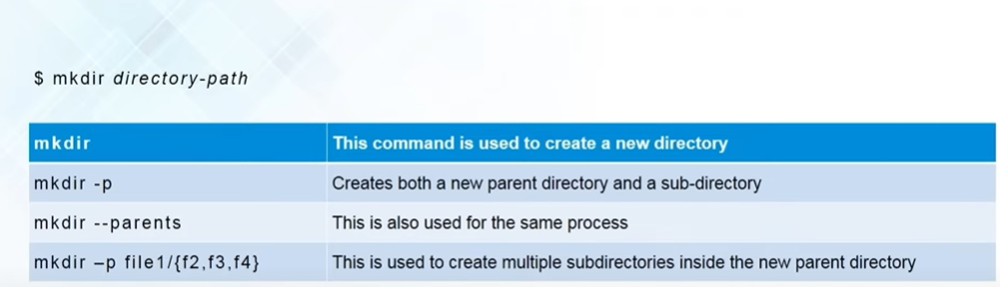 $ mkdir directory-path
mkdir This command is used to create a new directory
mkdir -p Creates both a new parent directory and a sub-directory
mkdir --parents This is also used for the same process
mkdir –p file1/{f2,f3,f4} This is used to create multiple subdirectories inside the new parent directory